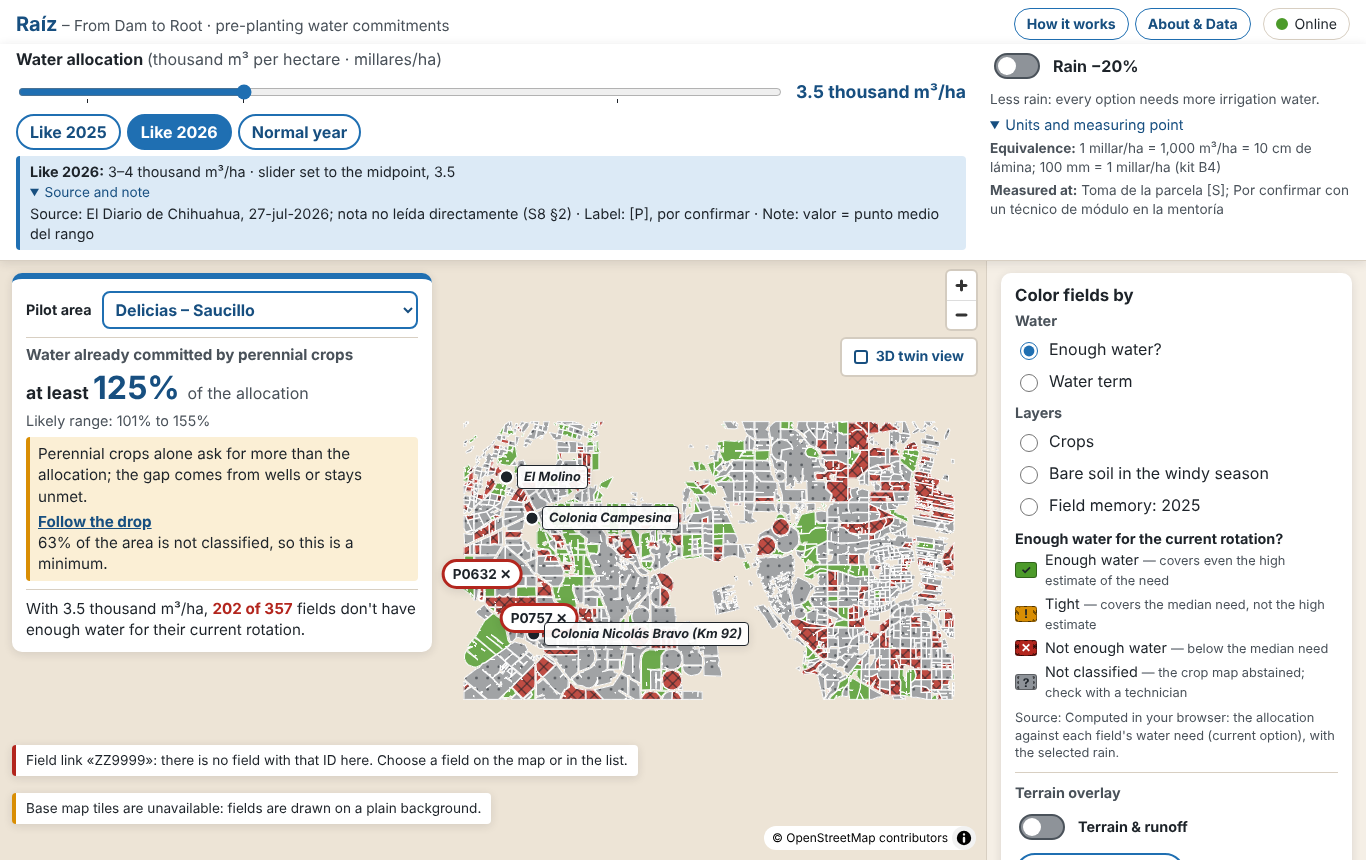 Raíz – From Dam to Root · pre-planting water commitments
How it works
About & Data
Online
Water allocation (thousand m³ per hectare · millares/ha)
3.5 thousand m³/ha
Like 2025
Like 2026
Normal year
Like 2026: 3–4 thousand m³/ha · slider set to the midpoint, 3.5
▼ Source and note
Source: El Diario de Chihuahua, 27-jul-2026; nota no leída directamente (S8 §2) · Label: [P], por confirmar · Note: valor = punto medio
del rango
Rain −20%
Less rain: every option needs more irrigation water.
▼ Units and measuring point
Equivalence: 1 millar/ha = 1,000 m³/ha = 10 cm de
lámina; 100 mm = 1 millar/ha (kit B4)
Measured at: Toma de la parcela [S]; Por confirmar con
un técnico de módulo en la mentoría
Pilot area
Delicias – Saucillo
Water already committed by perennial crops
at least 125% of the allocation
Likely range: 101% to 155%
Perennial crops alone ask for more than the
allocation; the gap comes from wells or stays
unmet.
Follow the drop
63% of the area is not classified, so this is a
minimum.
With 3.5 thousand m³/ha, 202 of 357 fields don't have
enough water for their current rotation.
+
−
3D twin view
El Molino
Colonia Campesina
P0632 ✕
P0757 ✕
Colonia Nicolás Bravo (Km 92)
Field link «ZZ9999»: there is no field with that ID here. Choose a field on the map or in the list.
Base map tiles are unavailable: fields are drawn on a plain background.
© OpenStreetMap contributors
Color fields by
Water
Enough water?
Water term
Layers
Crops
Bare soil in the windy season
Field memory: 2025
Enough water for the current rotation?
Enough water — covers even the high
estimate of the need
Tight — covers the median need, not the high
estimate
Not enough water — below the median need
Not classified — the crop map abstained;
check with a technician
Source: Computed in your browser: the allocation
against each field's water need (current option), with
the selected rain.
Terrain overlay
Terrain & runoff